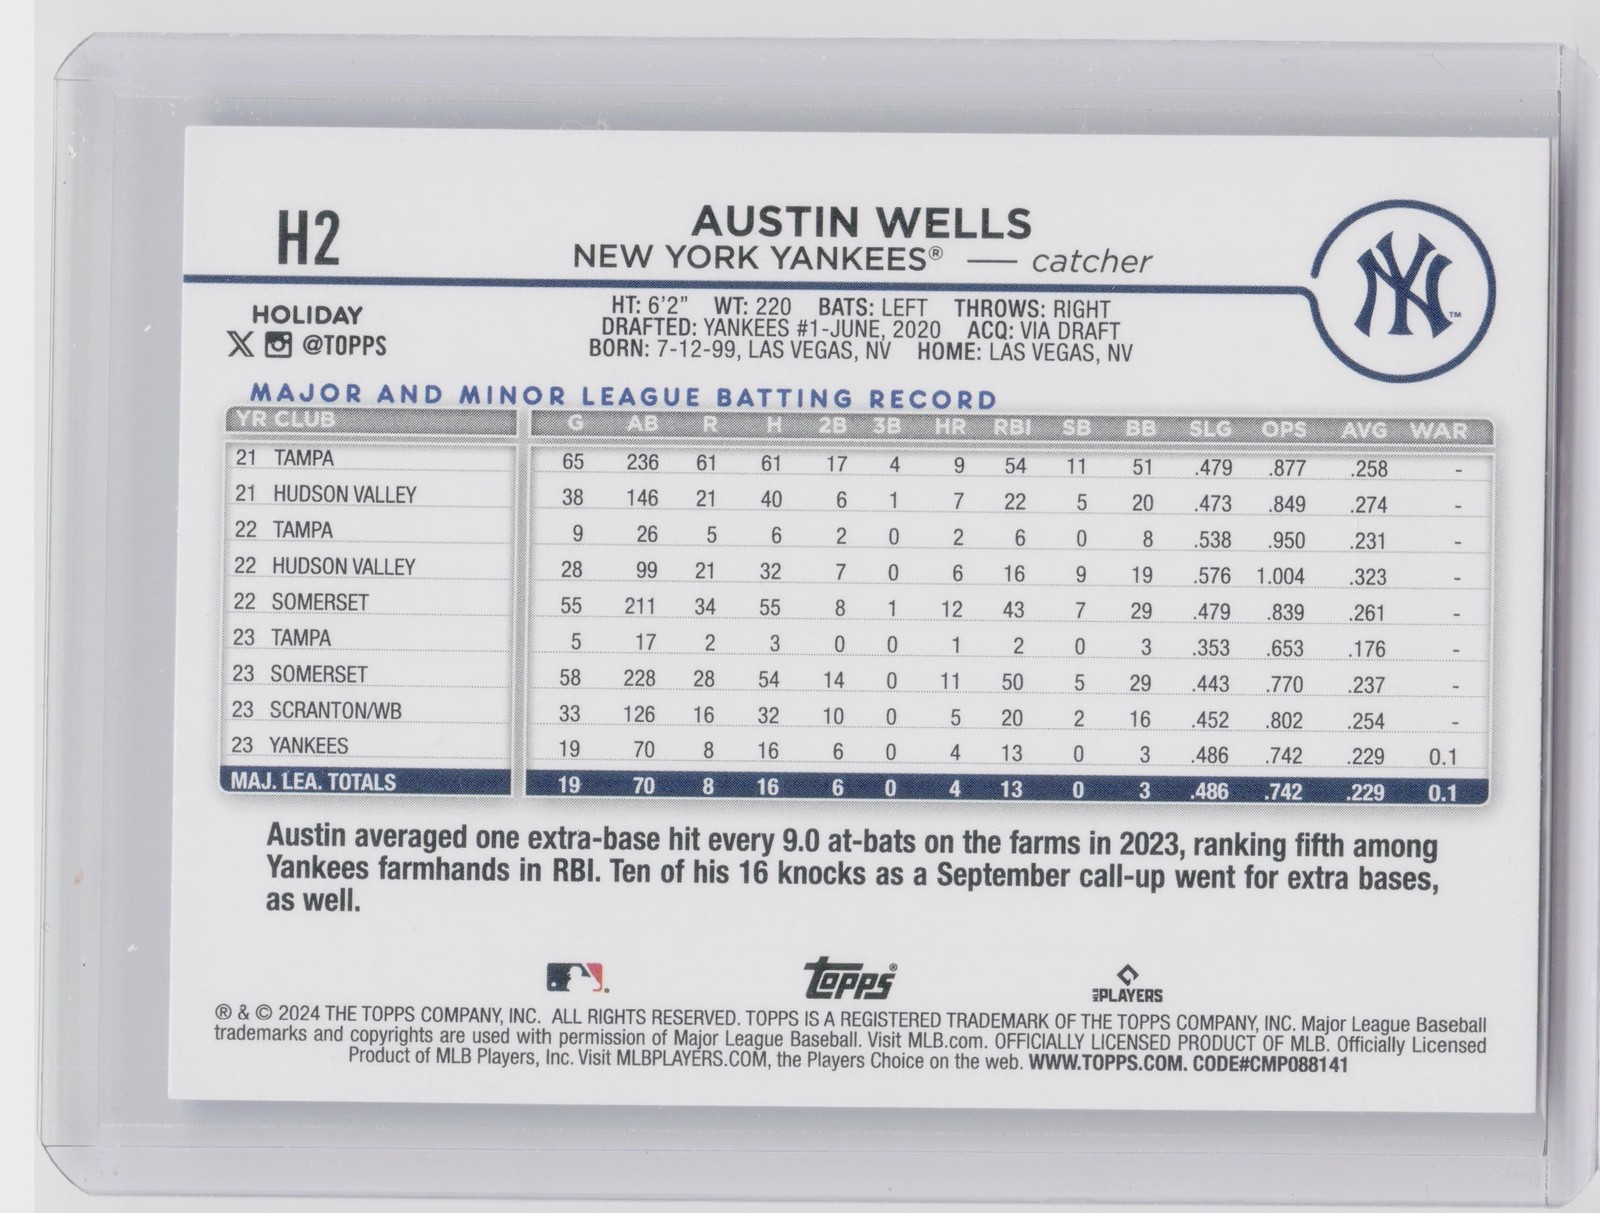 H2
AUSTIN WELLS
NEW YORK YANKEES® — catcher
NY ™
HOLIDAY
X @TOPPS
HT: 6'2" WT: 220 BATS: LEFT THROWS: RIGHT
DRAFTED: YANKEES #1-JUNE, 2020 ACQ: VIA DRAFT
BORN: 7-12-99, LAS VEGAS, NV HOME: LAS VEGAS, NV
MAJOR AND MINOR LEAGUE BATTING RECORD
YR CLUB G AB R H 2B 3B HR RBI SB BB SLG OPS AVG WAR
21 TAMPA 65 236 61 61 17 4 9 54 11 51 .479 .877 .258 -
21 HUDSON VALLEY 38 146 21 40 6 1 7 22 5 20 .473 .849 .274 -
22 TAMPA 9 26 5 6 2 0 2 6 0 8 .538 .950 .231 -
22 HUDSON VALLEY 28 99 21 32 7 0 6 16 9 19 .576 1.004 .323 -
22 SOMERSET 55 211 34 55 8 1 12 43 7 29 .479 .839 .261 -
23 TAMPA 5 17 2 3 0 0 1 2 0 3 .353 .653 .176 -
23 SOMERSET 58 228 28 54 14 0 11 50 5 29 .443 .770 .237 -
23 SCRANTON/WB 33 126 16 32 10 0 5 20 2 16 .452 .802 .254 -
23 YANKEES 19 70 8 16 6 0 4 13 0 3 .486 .742 .229 0.1
MAJ. LEA. TOTALS 19 70 8 16 6 0 4 13 0 3 .486 .742 .229 0.1
Austin averaged one extra-base hit every 9.0 at-bats on the farms in 2023, ranking fifth among
Yankees farmhands in RBI. Ten of his 16 knocks as a September call-up went for extra bases,
as well.
Topps®
MLB PLAYERS
® & © 2024 THE TOPPS COMPANY, INC. ALL RIGHTS RESERVED. TOPPS IS A REGISTERED TRADEMARK OF THE TOPPS COMPANY, INC. Major League Baseball
trademarks and copyrights are used with permission of Major League Baseball. Visit MLB.com. OFFICIALLY LICENSED PRODUCT OF MLB. Officially Licensed
Product of MLB Players, Inc. Visit MLBPLAYERS.COM, the Players Choice on the web. WWW.TOPPS.COM. CODE#CMP088141